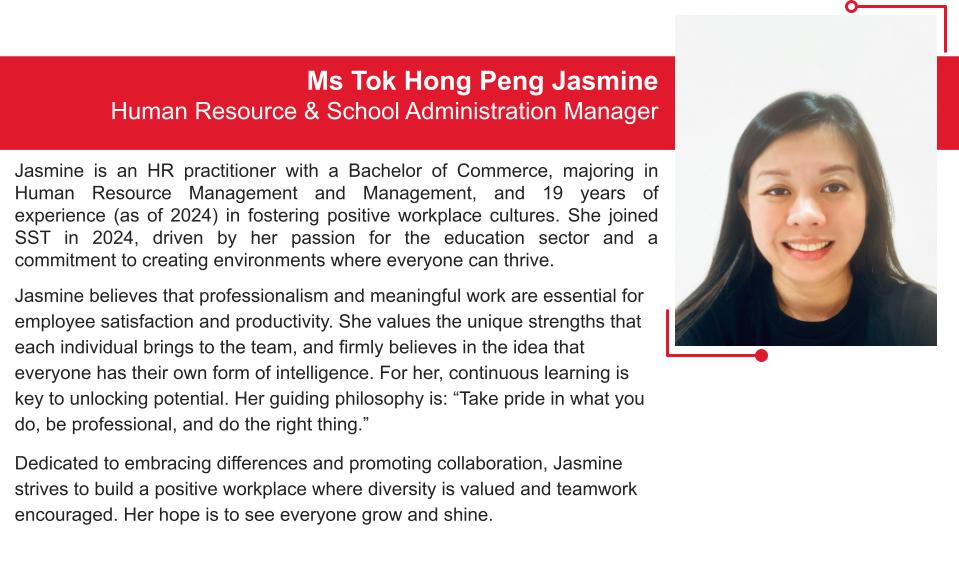 Ms Tok Hong Peng Jasmine
Human Resource & School Administration Manager
Jasmine is an HR practitioner with a Bachelor of Commerce, majoring in
Human Resource Management and Management, and 19 years of
experience (as of 2024) in fostering positive workplace cultures. She joined
SST in 2024, driven by her passion for the education sector and a
commitment to creating environments where everyone can thrive.
Jasmine believes that professionalism and meaningful work are essential for
employee satisfaction and productivity. She values the unique strengths that
each individual brings to the team, and firmly believes in the idea that
everyone has their own form of intelligence. For her, continuous learning is
key to unlocking potential. Her guiding philosophy is: “Take pride in what you
do, be professional, and do the right thing.”
Dedicated to embracing differences and promoting collaboration, Jasmine
strives to build a positive workplace where diversity is valued and teamwork
encouraged. Her hope is to see everyone grow and shine.